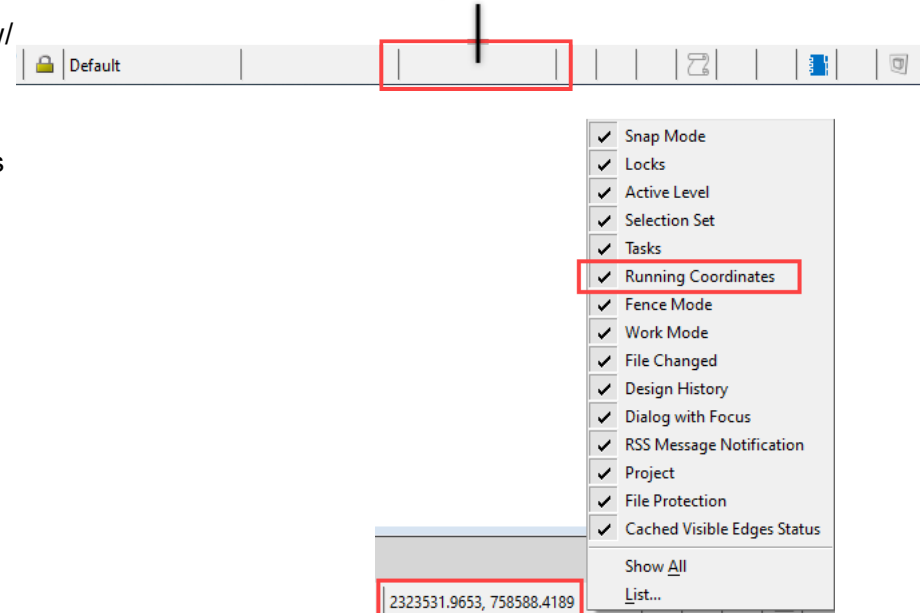 /
Default
s
Snap Mode
Locks
Active Level
Selection Set
Tasks
Running Coordinates
Fence Mode
Work Mode
File Changed
Design History
Dialog with Focus
RSS Message Notification
Project
File Protection
Cached Visible Edges Status
Show All
List...
2323531.9653, 758588.4189